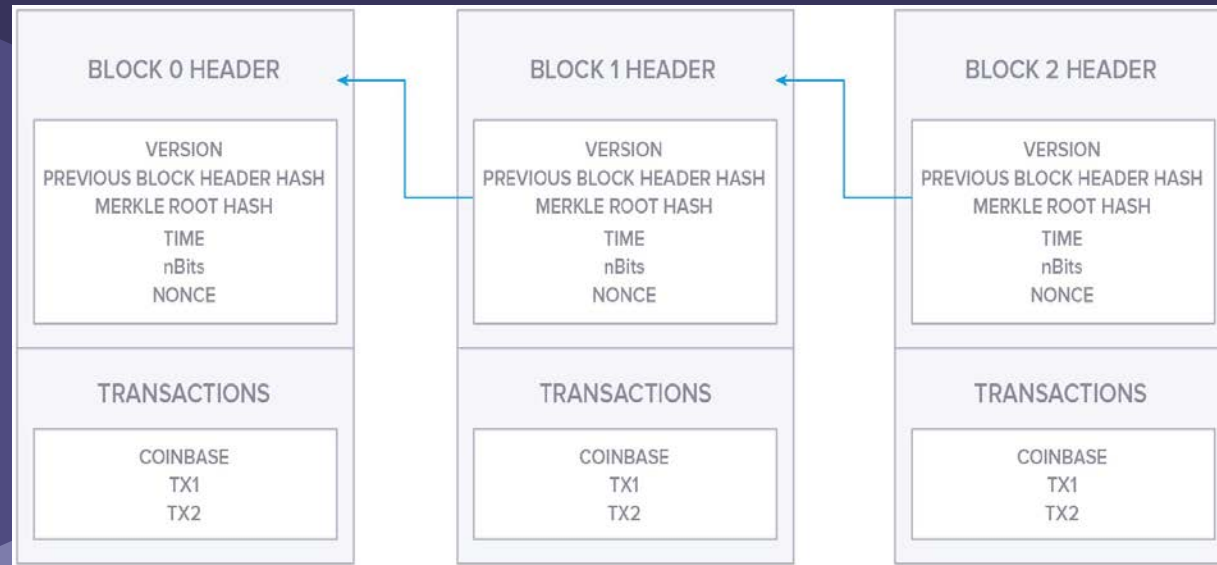 BLOCK 0 HEADER
VERSION
PREVIOUS BLOCK HEADER HASH
MERKLE ROOT HASH
TIME
nBits
NONCE
TRANSACTIONS
COINBASE
TX1
TX2
BLOCK 1 HEADER
VERSION
PREVIOUS BLOCK HEADER HASH
MERKLE ROOT HASH
TIME
nBits
NONCE
TRANSACTIONS
COINBASE
TX1
TX2
BLOCK 2 HEADER
VERSION
PREVIOUS BLOCK HEADER HASH
MERKLE ROOT HASH
TIME
nBits
NONCE
TRANSACTIONS
COINBASE
TX1
TX2